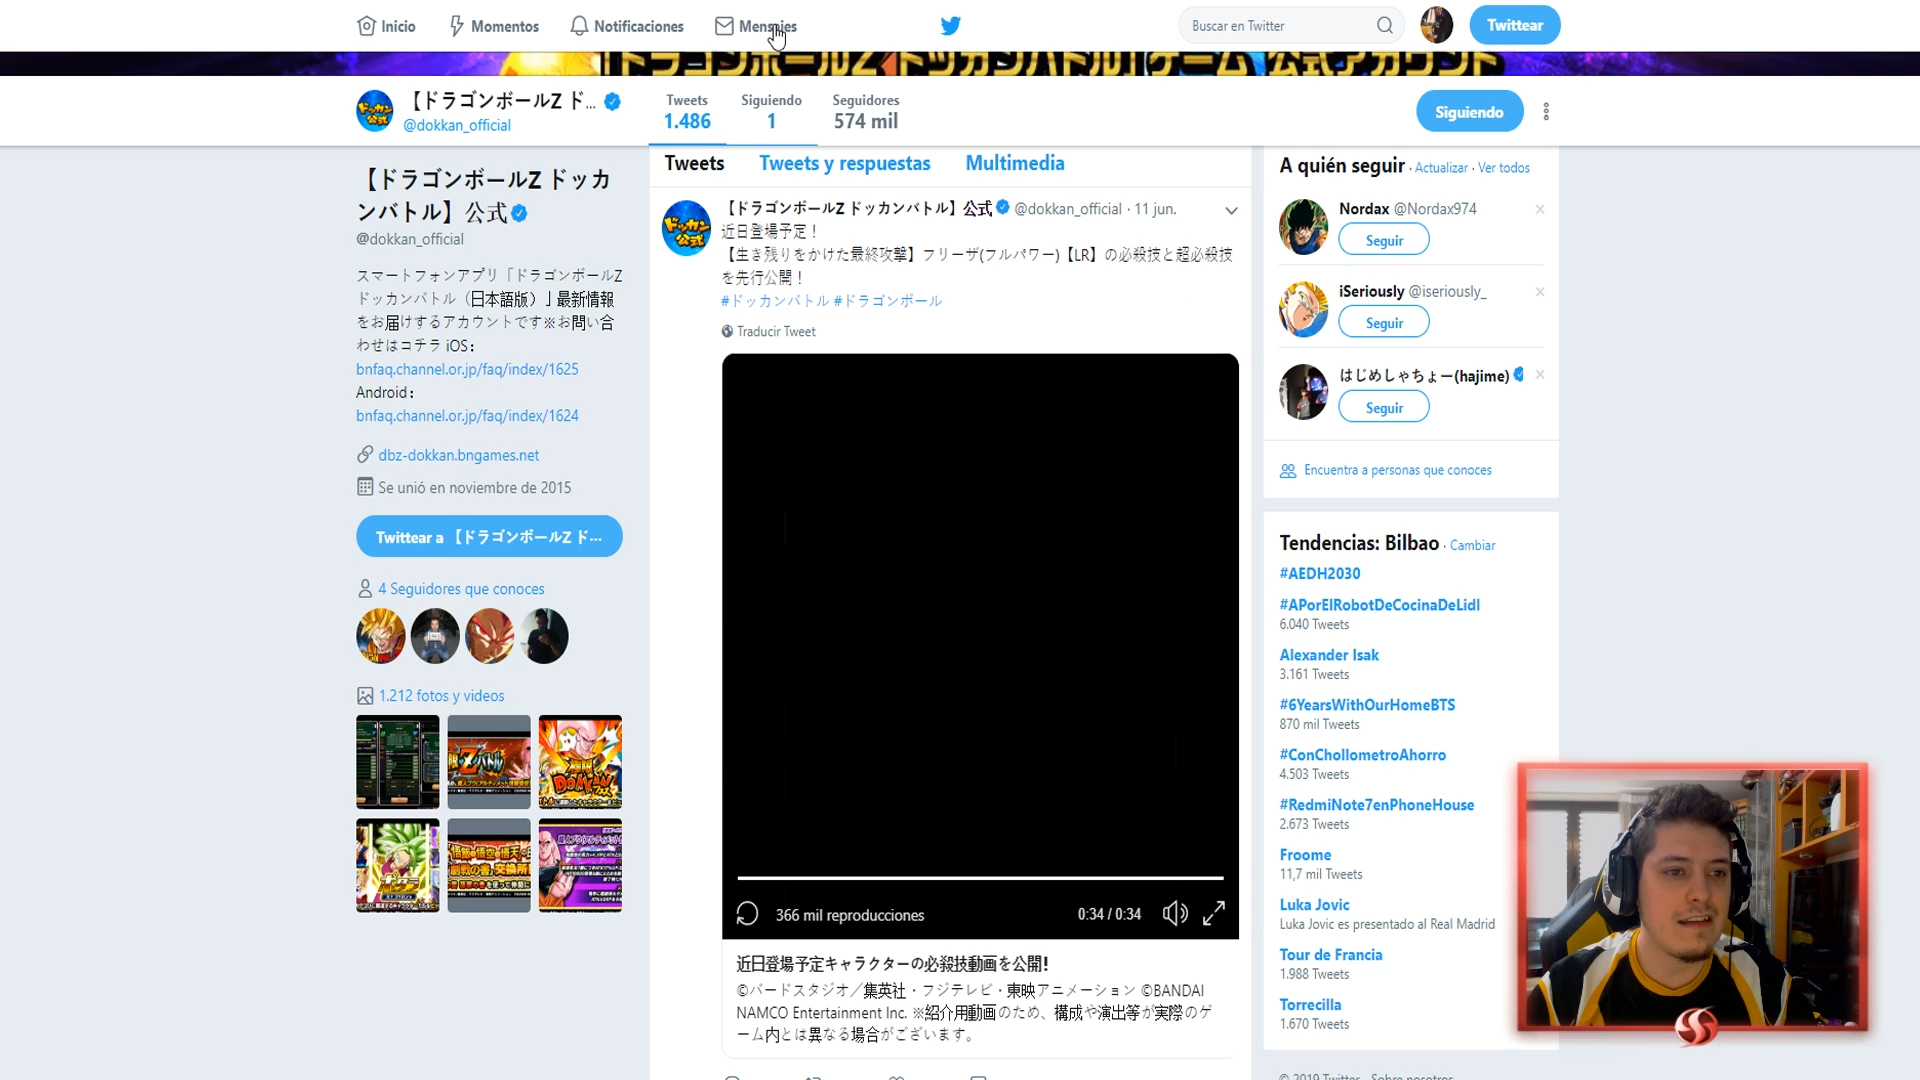 Inicio
Momentos
Notificaciones
Mensajes
Buscar en Twitter
Twittear
「ドラゴンボールZ ドッカンバトル」ゲーム 公式アカウント
【ドラゴンボールZ ド...
@dokkan_official
Tweets
1.486
Siguiendo
1
Seguidores
574 mil
Siguiendo
【ドラゴンボールZ ドッカ
ンバトル】公式
@dokkan_official
スマートフォンアプリ「ドラゴンボールZ
ドッカンバトル（日本語版）」最新情報
をお届けするアカウントです※お問い合
わせはコチラ iOS：
bnfaq.channel.or.jp/faq/index/1625
Android：
bnfaq.channel.or.jp/faq/index/1624
dbz-dokkan.bngames.net
Se unió en noviembre de 2015
Twittear a 【ドラゴンボールZ ド...
4 Seguidores que conoces
1.212 fotos y videos
Tweets
Tweets y respuestas
Multimedia
【ドラゴンボールZ ドッカンバトル】公式 @dokkan_official · 11 jun.
近日登場予定！
【生き残りをかけた最終攻撃】フリーザ(フルパワー)【LR】の必殺技と超必殺技
を先行公開！
#ドッカンバトル #ドラゴンボール
Traducir Tweet
366 mil reproducciones
0:34 / 0:34
近日登場予定キャラクターの必殺技動画を公開！
©バードスタジオ／集英社・フジテレビ・東映アニメーション ©BANDAI
NAMCO Entertainment Inc. ※紹介用動画のため、構成や演出等が実際のゲ
ーム内とは異なる場合がございます。
A quién seguir · Actualizar · Ver todos
Nordax @Nordax974
Seguir
iSeriously @iseriously_
Seguir
はじめしゃちょー(hajime)
Seguir
Encuentra a personas que conoces
Tendencias: Bilbao · Cambiar
#AEDH2030
#APorElRobotDeCocinaDeLidl
6.040 Tweets
Alexander Isak
3.161 Tweets
#6YearsWithOurHomeBTS
870 mil Tweets
#ConChollometroAhorro
4.503 Tweets
#RedmiNote7enPhoneHouse
2.673 Tweets
Froome
11,7 mil Tweets
Luka Jovic
Luka Jovic es presentado al Real Madrid
Tour de Francia
1.988 Tweets
Torrecilla
1.670 Tweets
© 2019 Twitter Sobre nosotros